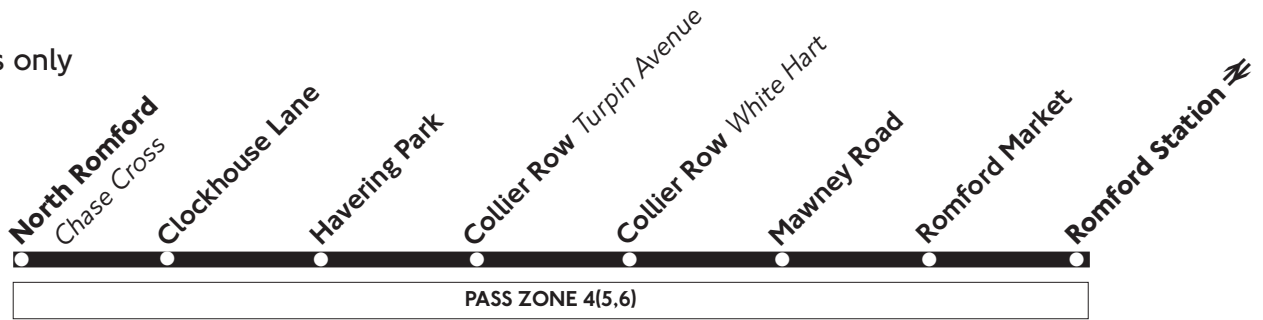 s only
North Romford
Chase Cross
Clockhouse Lane
Havering Park
Collier Row Turpin Avenue
Collier Row White Hart
Mawney Road
Romford Market
Romford Station
PASS ZONE 4(5,6)